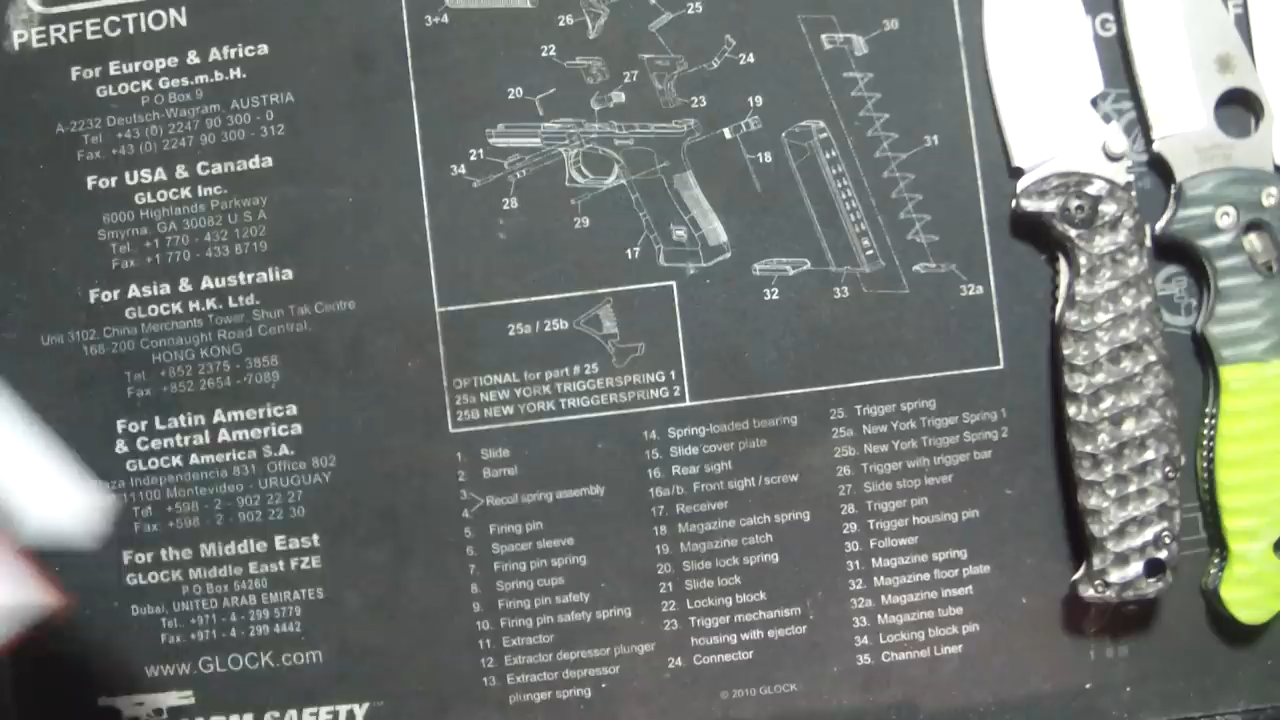 PERFECTION
For Europe & Africa
GLOCK Ges.m.b.H.
P O Box 9
A-2232 Deutsch-Wagram, AUSTRIA
Tel. +43 (0) 2247 90 300 - 0
Fax. +43 (0) 2247 90 300 - 312
For USA & Canada
GLOCK Inc.
6000 Highlands Parkway
Smyrna, GA 30082 U S A
Tel. +1 770 - 432 1202
Fax. +1 770 - 433 8719
For Asia & Australia
GLOCK H.K. Ltd.
Unit 3102, China Merchants Tower, Shun Tak Centre
168-200 Connaught Road Central,
HONG KONG
Tel. +852 2375 - 3858
Fax +852 2654 - 7089
For Latin America
& Central America
GLOCK America S.A.
Independencia 831, Office 802
11100 Montevideo - URUGUAY
Tel +598 - 2 - 902 22 27
Fax +598 - 2 - 902 22 30
For the Middle East
GLOCK Middle East FZE
P.O.Box 54260
Dubai, UNITED ARAB EMIRATES
Tel. +971 - 4 - 299 5779
Fax. +971 - 4 - 299 4442
www.GLOCK.com
SAFETY
3+4
26
25
30
22
27
24
20
23
19
21
31
34
18
28
29
17
32
33
32a
25a / 25b
OPTIONAL for part # 25
25a NEW YORK TRIGGERSPRING 1
25B NEW YORK TRIGGERSPRING 2
1. Slide
2. Barrel
3.
4. Recoil spring assembly
5. Firing pin
6. Spacer sleeve
7. Firing pin spring
8. Spring cups
9. Firing pin safety
10. Firing pin safety spring
11. Extractor
12 Extractor depressor plunger
13. Extractor depressor
plunger spring
14. Spring-loaded bearing
15. Slide cover plate
16. Rear sight
16a/b. Front sight / screw
17. Receiver
18. Magazine catch spring
19. Magazine catch
20. Slide lock spring
21 Slide lock
22. Locking block
23. Trigger mechanism
housing with ejector
24. Connector
25. Trigger spring
25a. New York Trigger Spring 1
25b. New York Trigger Spring 2
26. Trigger with trigger bar
27. Slide stop lever
28. Trigger pin
29. Trigger housing pin
30. Follower
31. Magazine spring
32. Magazine floor plate
32a. Magazine insert
33. Magazine tube
34. Locking block pin
35. Channel Liner
© 2010 GLOCK
G
F